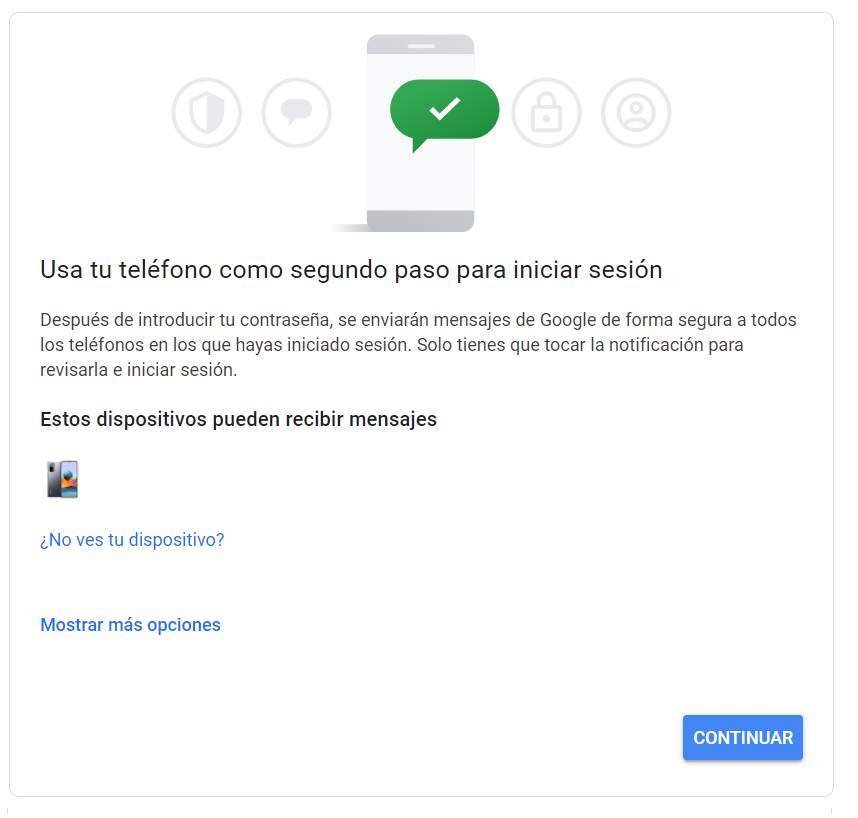 Usa tu teléfono como segundo paso para iniciar sesión
Después de introducir tu contraseña, se enviarán mensajes de Google de forma segura a todos
los teléfonos en los que hayas iniciado sesión. Solo tienes que tocar la notificación para
revisarla e iniciar sesión.
Estos dispositivos pueden recibir mensajes
¿No ves tu dispositivo?
Mostrar más opciones
CONTINUAR